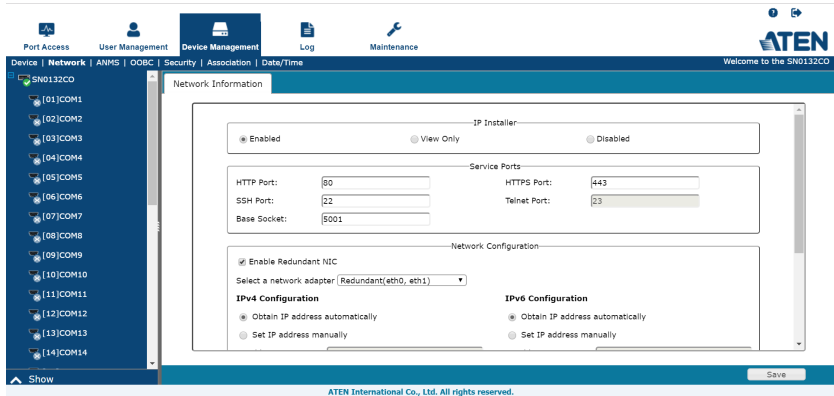 Port Access User Management Device Management Log Maintenance
ATEN
Device | Network | ANMS | OOBC | Security | Association | Date/Time
Welcome to the SN0132CO
SN0132CO
[01]COM1
[02]COM2
[03]COM3
[04]COM4
[05]COM5
[06]COM6
[07]COM7
[08]COM8
[09]COM9
[10]COM10
[11]COM11
[12]COM12
[13]COM13
[14]COM14
Show
Network Information
IP Installer
Enabled View Only Disabled
Service Ports
HTTP Port: 80 HTTPS Port: 443
SSH Port: 22 Telnet Port: 23
Base Socket: 5001
Network Configuration
Enable Redundant NIC
Select a network adapter Redundant(eth0, eth1)
IPv4 Configuration IPv6 Configuration
Obtain IP address automatically Obtain IP address automatically
Set IP address manually Set IP address manually
Save
ATEN International Co., Ltd. All rights reserved.